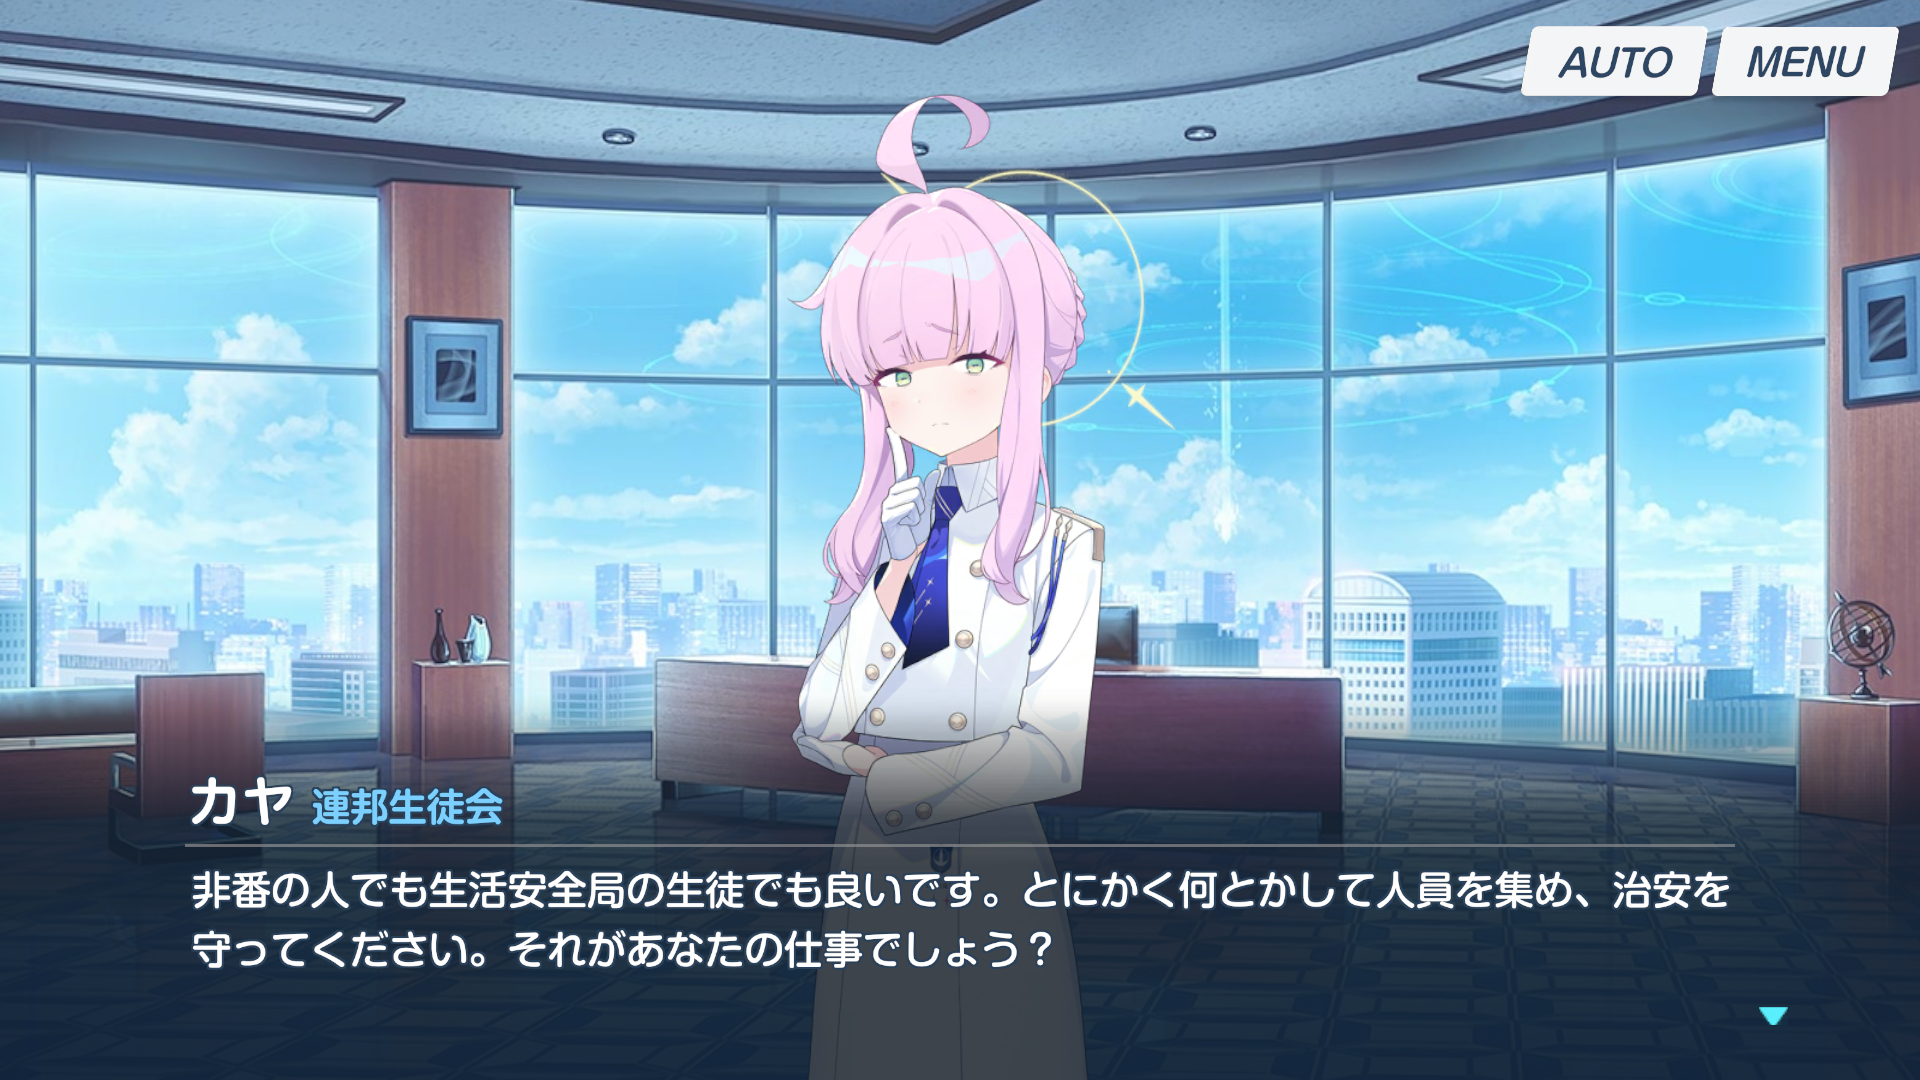 AUTO
MENU
カヤ 連邦生徒会
非番の人でも生活安全局の生徒でも良いです。とにかく何とかして人員を集め、治安を
守ってください。それがあなたの仕事でしょう？